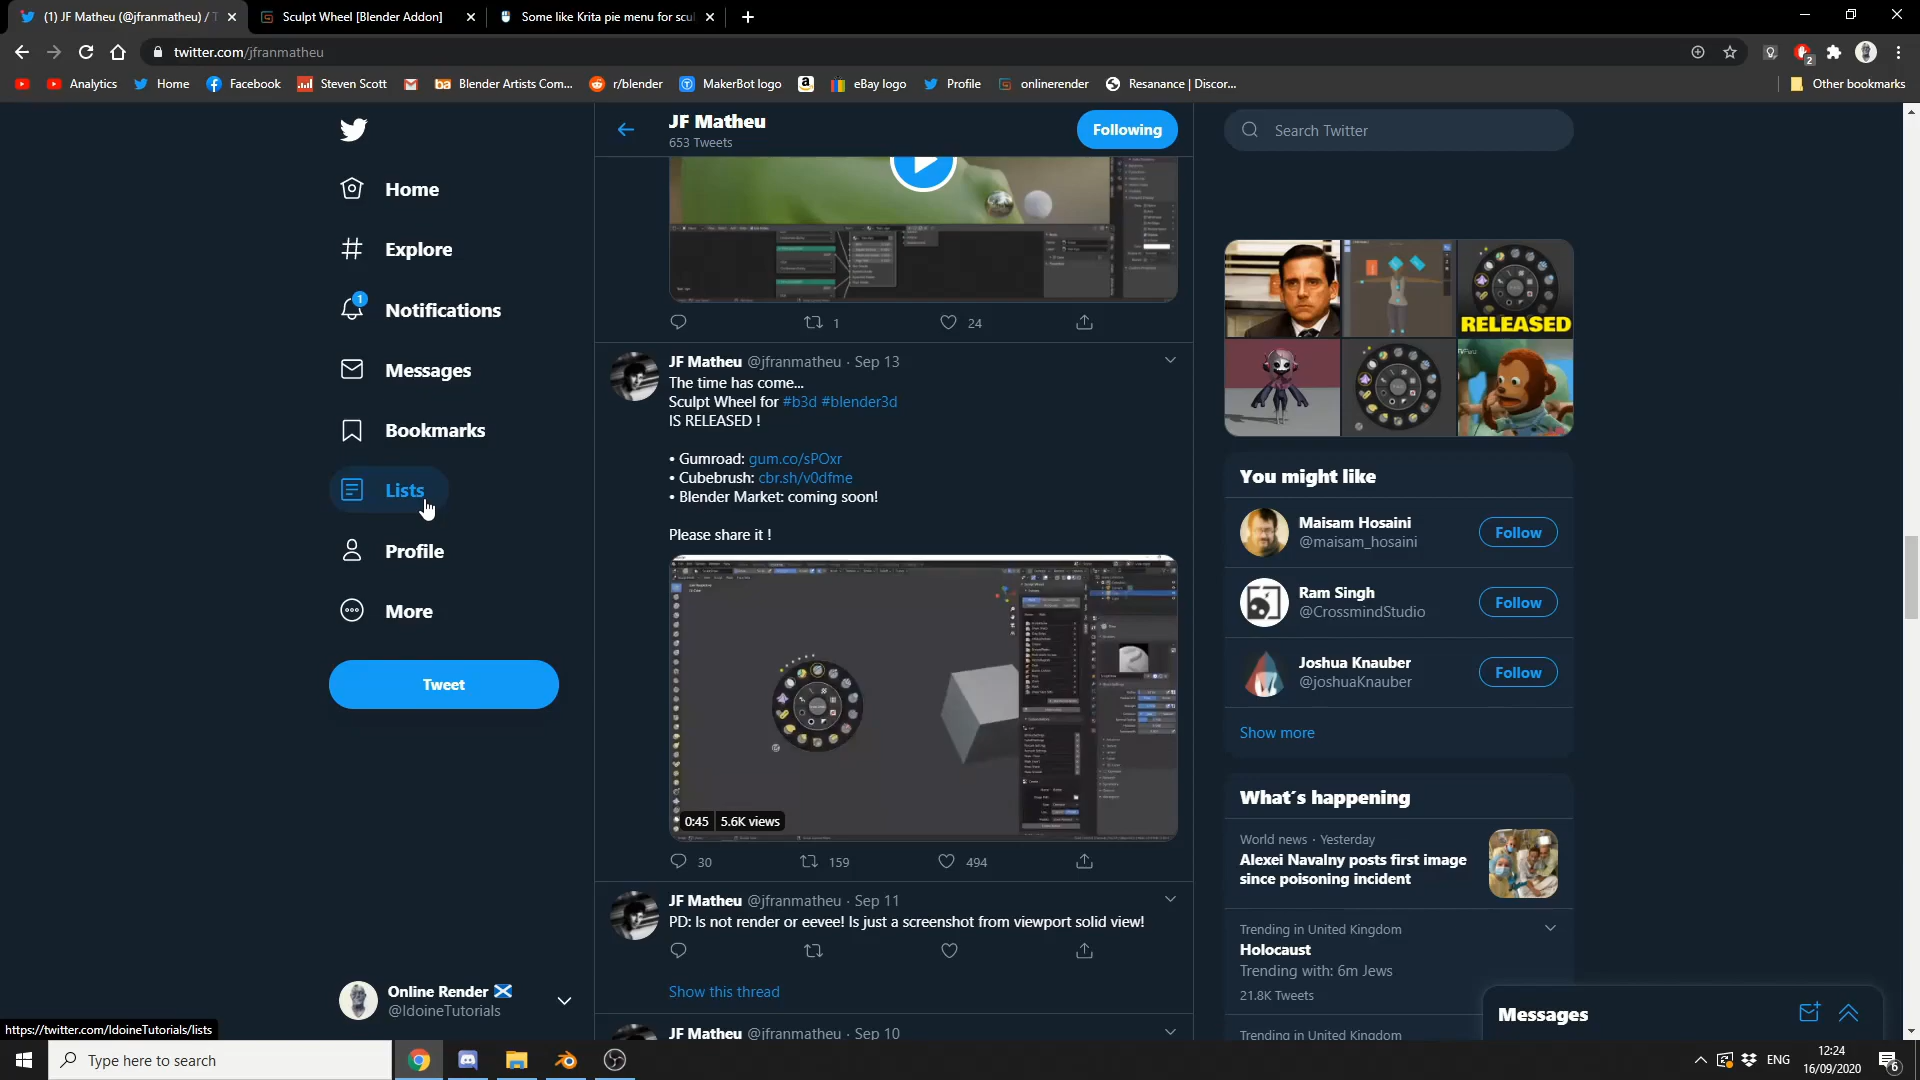 (1) JF Matheu (@jfranmatheu) / T
Sculpt Wheel [Blender Addon]
Some like Krita pie menu for scul
twitter.com/jfranmatheu
2
Analytics
Home
Facebook
Steven Scott
Blender Artists Com...
r/blender
MakerBot logo
eBay logo
Profile
onlinerender
Resanance | Discor...
Other bookmarks
Home
Explore
1
Notifications
Messages
Bookmarks
Lists
Profile
More
Tweet
Online Render
@IdoineTutorials
https://twitter.com/IdoineTutorials/lists
JF Matheu
653 Tweets
Following
1
24
JF Matheu @jfranmatheu · Sep 13
The time has come...
Sculpt Wheel for #b3d #blender3d
IS RELEASED !
• Gumroad: gum.co/sPOxr
• Cubebrush: cbr.sh/v0dfme
• Blender Market: coming soon!
Please share it !
0:45 5.6K views
30
159
494
JF Matheu @jfranmatheu · Sep 11
PD: Is not render or eevee! Is just a screenshot from viewport solid view!
Show this thread
JF Matheu @jfranmatheu · Sep 10
Search Twitter
RELEASED
You might like
Maisam Hosaini
@maisam_hosaini
Follow
Ram Singh
@CrossmindStudio
Follow
Joshua Knauber
@joshuaKnauber
Follow
Show more
What's happening
World news · Yesterday
Alexei Navalny posts first image
since poisoning incident
Trending in United Kingdom
Holocaust
Trending with: 6m Jews
21.8K Tweets
Trending in United Kingdom
Messages
Type here to search
ENG
12:24
16/09/2020
6